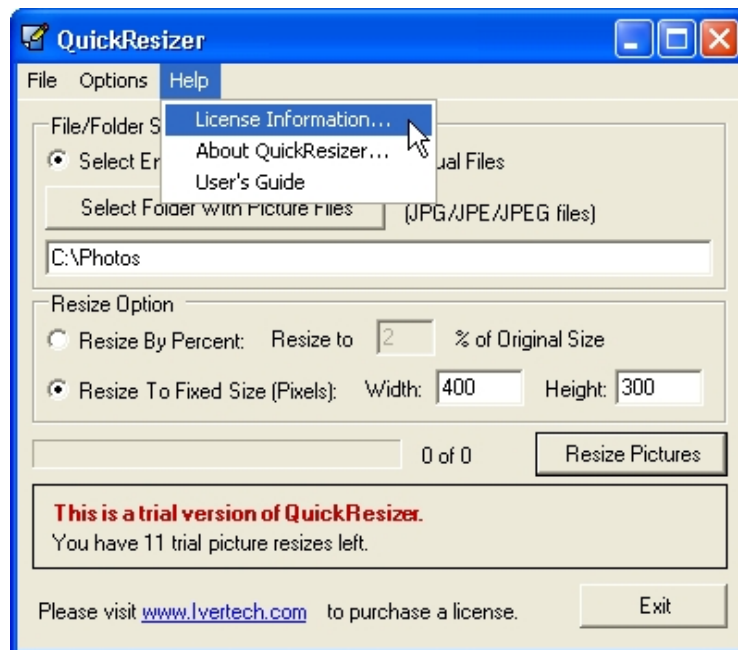 QuickResizer
File Options Help
License Information...
About QuickResizer...
User's Guide
File/Folder S
Select En
ual Files
Select Folder with Picture Files (JPG/JPE/JPEG files)
C:\Photos
Resize Option
Resize By Percent: Resize to 2 % of Original Size
Resize To Fixed Size (Pixels): Width: 400 Height: 300
0 of 0 Resize Pictures
This is a trial version of QuickResizer.
You have 11 trial picture resizes left.
Please visit www.Ivertech.com to purchase a license. Exit